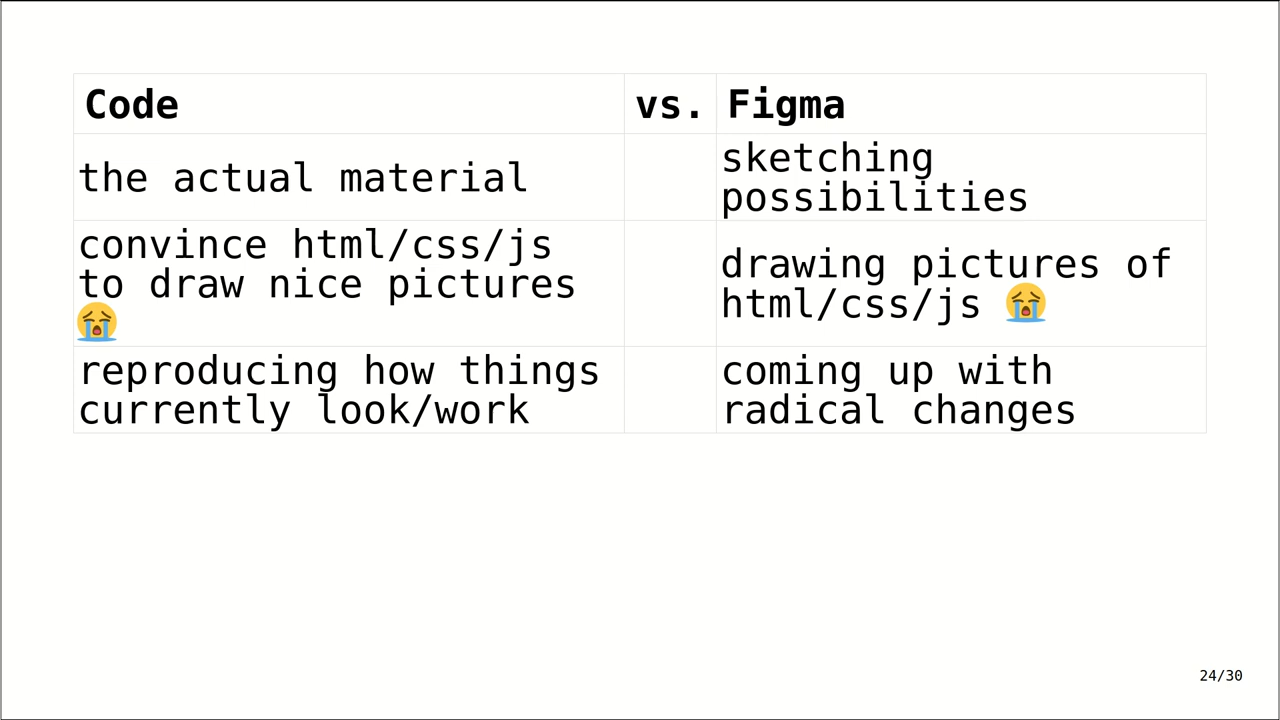 Code vs. Figma
the actual material
sketching
possibilities
convince html/css/js
to draw nice pictures
😭
drawing pictures of
html/css/js 😭
reproducing how things
currently look/work
coming up with
radical changes
24/30